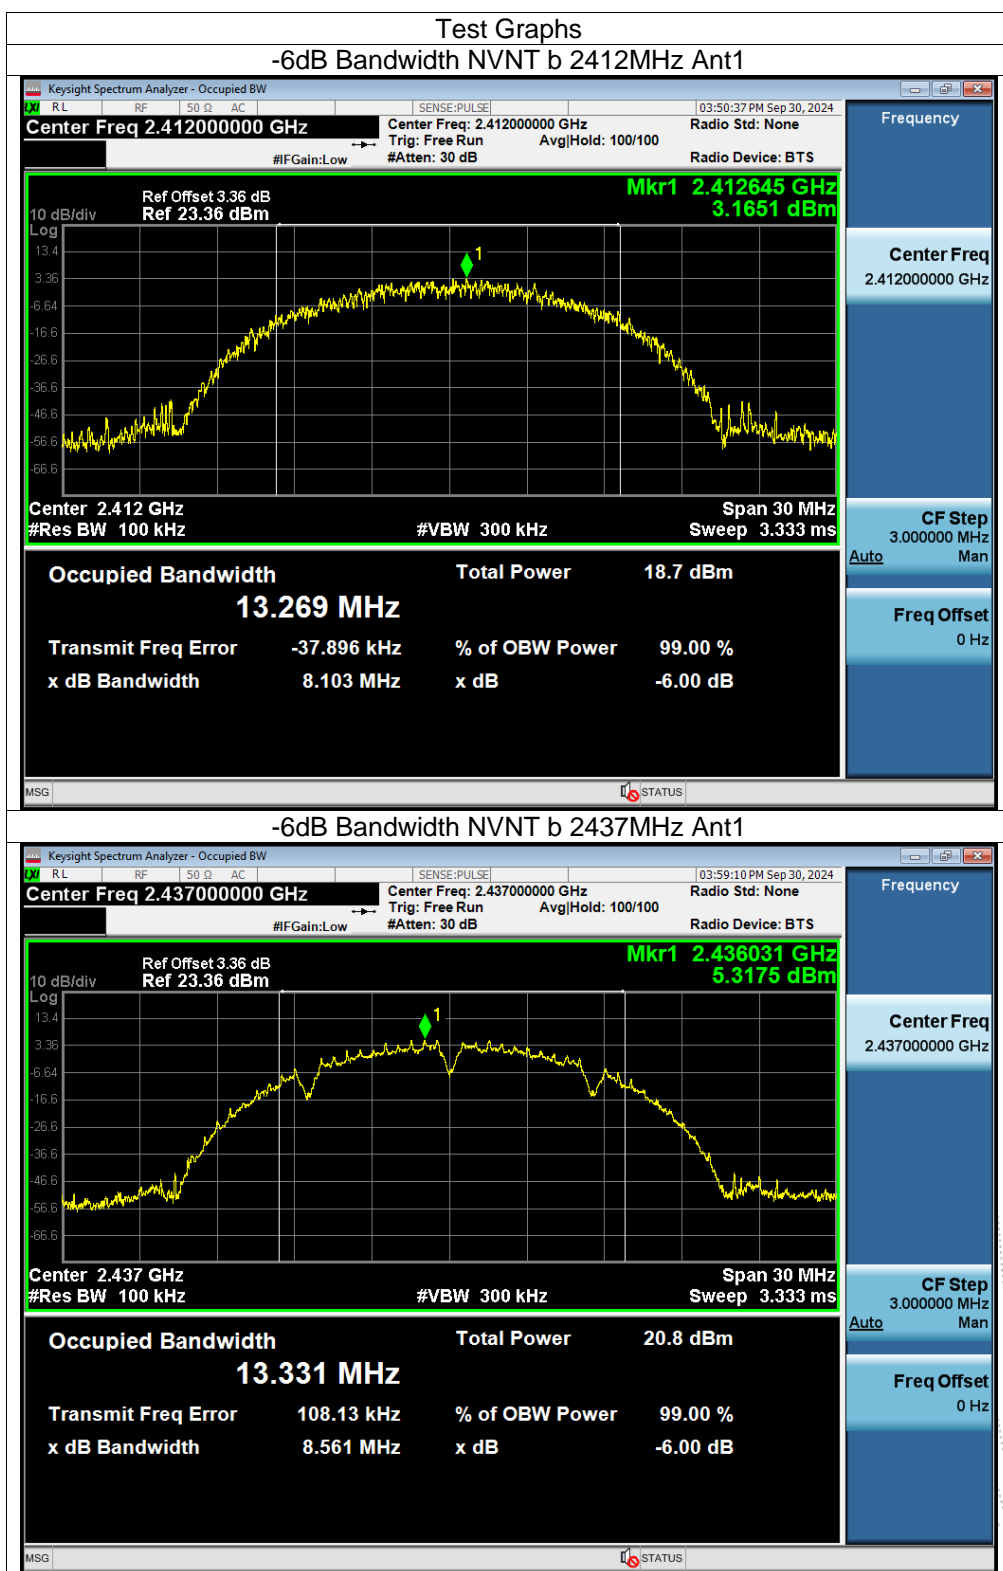 Test Graphs
-6dB Bandwidth NVNT b 2412MHz Ant1
Keysight Spectrum Analyzer - Occupied BW
LXI RL RF 50 Ω AC SENSE:PULSE 03:50:37 PM Sep 30, 2024
Center Freq 2.412000000 GHz Center Freq: 2.412000000 GHz Radio Std: None
Trig: Free Run Avg|Hold: 100/100
#IFGain:Low #Atten: 30 dB Radio Device: BTS
Frequency
Mkr1 2.412645 GHz
3.1651 dBm
Ref Offset 3.36 dB
10 dB/div Ref 23.36 dBm
Log
13.4
3.36
-6.64
-16.6
-26.6
-36.6
-46.6
-56.6
-66.6
1
Center 2.412 GHz Span 30 MHz
#Res BW 100 kHz #VBW 300 kHz Sweep 3.333 ms
Center Freq
2.412000000 GHz
CF Step
3.000000 MHz
Auto Man
Freq Offset
0 Hz
Occupied Bandwidth Total Power 18.7 dBm
13.269 MHz
Transmit Freq Error -37.896 kHz % of OBW Power 99.00 %
x dB Bandwidth 8.103 MHz x dB -6.00 dB
MSG STATUS
-6dB Bandwidth NVNT b 2437MHz Ant1
Keysight Spectrum Analyzer - Occupied BW
LXI RL RF 50 Ω AC SENSE:PULSE 03:59:10 PM Sep 30, 2024
Center Freq 2.437000000 GHz Center Freq: 2.437000000 GHz Radio Std: None
Trig: Free Run Avg|Hold: 100/100
#IFGain:Low #Atten: 30 dB Radio Device: BTS
Frequency
Mkr1 2.436031 GHz
5.3175 dBm
Ref Offset 3.36 dB
10 dB/div Ref 23.36 dBm
Log
13.4
3.36
-6.64
-16.6
-26.6
-36.6
-46.6
-56.6
-66.6
1
Center 2.437 GHz Span 30 MHz
#Res BW 100 kHz #VBW 300 kHz Sweep 3.333 ms
Center Freq
2.437000000 GHz
CF Step
3.000000 MHz
Auto Man
Freq Offset
0 Hz
Occupied Bandwidth Total Power 20.8 dBm
13.331 MHz
Transmit Freq Error 108.13 kHz % of OBW Power 99.00 %
x dB Bandwidth 8.561 MHz x dB -6.00 dB
MSG STATUS